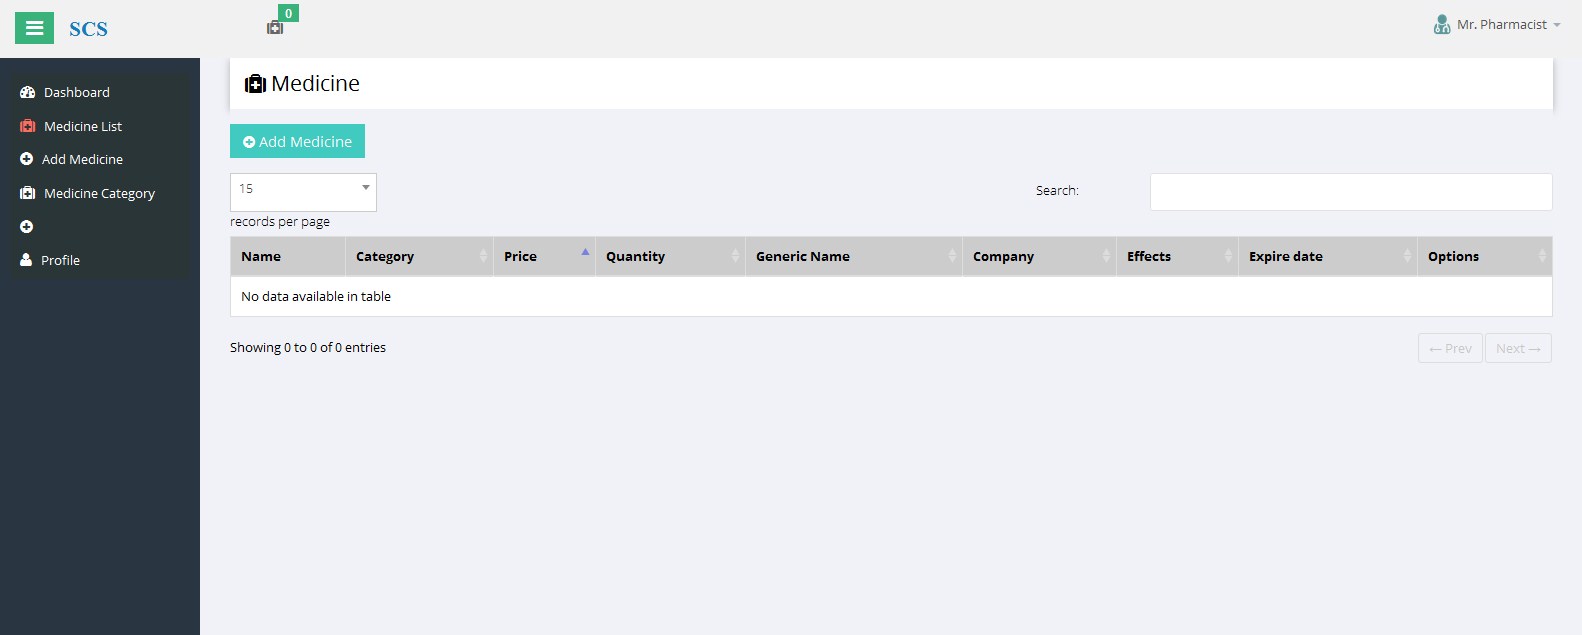 SCS
0
Mr. Pharmacist
Dashboard
Medicine List
Add Medicine
Medicine Category
Profile
Medicine
Add Medicine
15
records per page
Search:
Name Category Price Quantity Generic Name Company Effects Expire date Options
No data available in table
Showing 0 to 0 of 0 entries
← Prev Next →